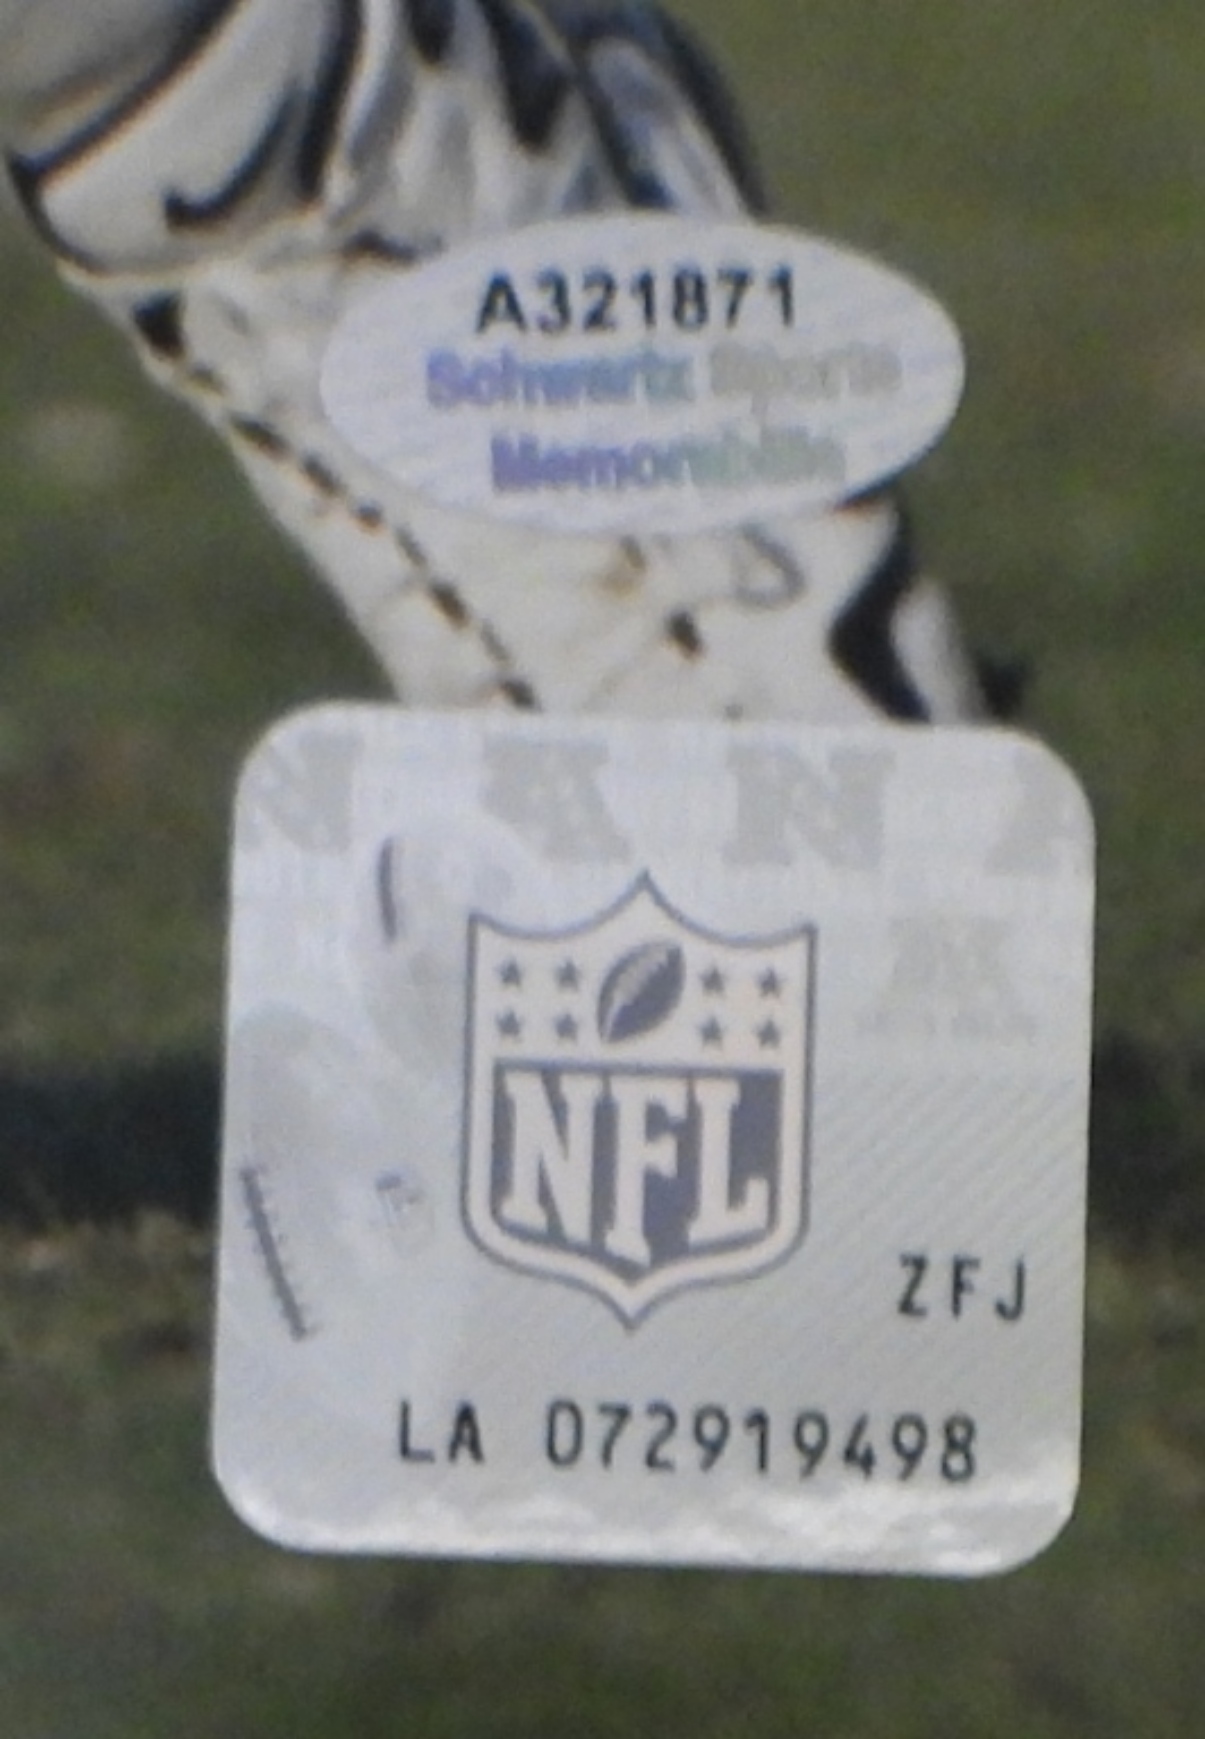 A321871
Schwartz Sports
Memorabilia
NFL
ZFJ
LA 072919498